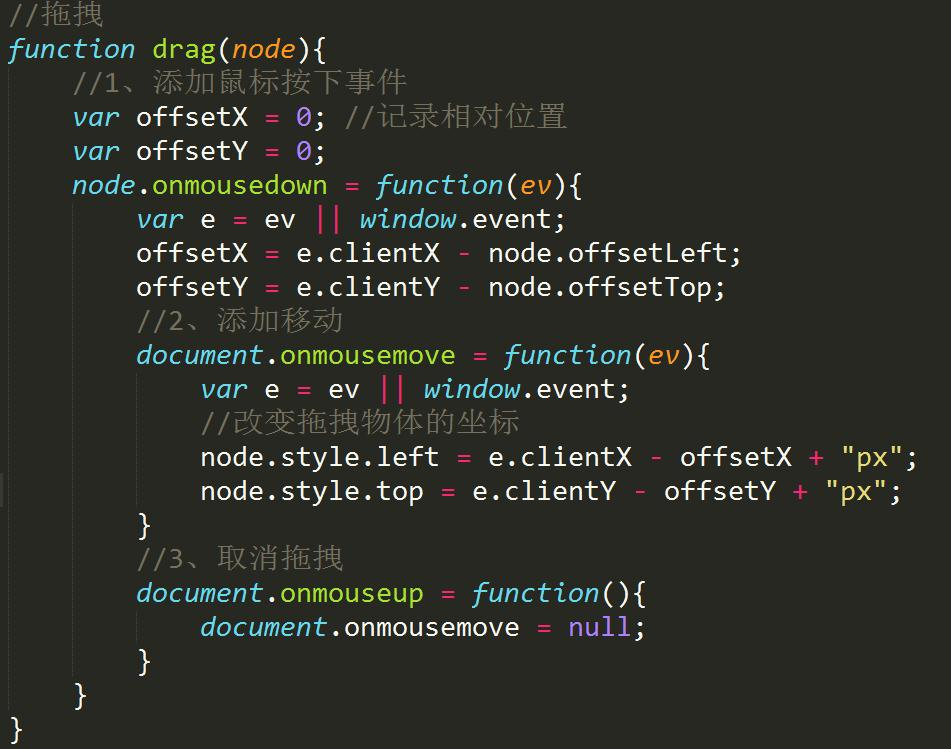 //拖拽
function drag(node){
    //1、添加鼠标按下事件
    var offsetX = 0; //记录相对位置
    var offsetY = 0;
    node.onmousedown = function(ev){
        var e = ev || window.event;
        offsetX = e.clientX - node.offsetLeft;
        offsetY = e.clientY - node.offsetTop;
        //2、添加移动
        document.onmousemove = function(ev){
            var e = ev || window.event;
            //改变拖拽物体的坐标
            node.style.left = e.clientX - offsetX + "px";
            node.style.top = e.clientY - offsetY + "px";
        }
        //3、取消拖拽
        document.onmouseup = function(){
            document.onmousemove = null;
        }
    }
}